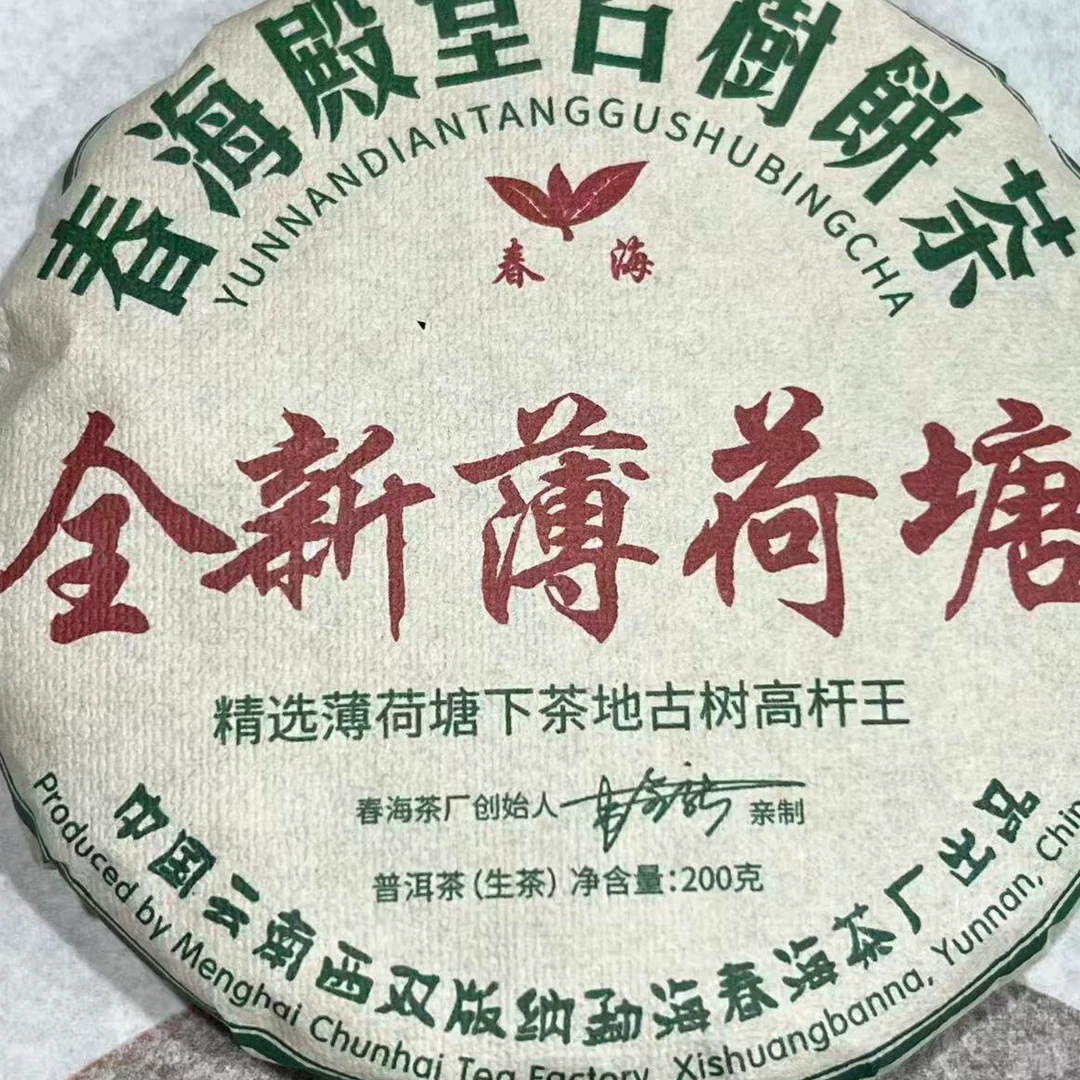 春海殿堂古樹餅茶
YUNNANDIANTANGGUSHUBINGCHA
春海
全新薄荷塘
精选薄荷塘下茶地古树高杆王
春海茶厂创始人 亲制
普洱茶(生茶) 净含量:200克
中国云南西双版纳勐海春海茶厂出品
Produced by Menghai Chunhai Tea Factory, Xishuangbanna, Yunnan, Chin